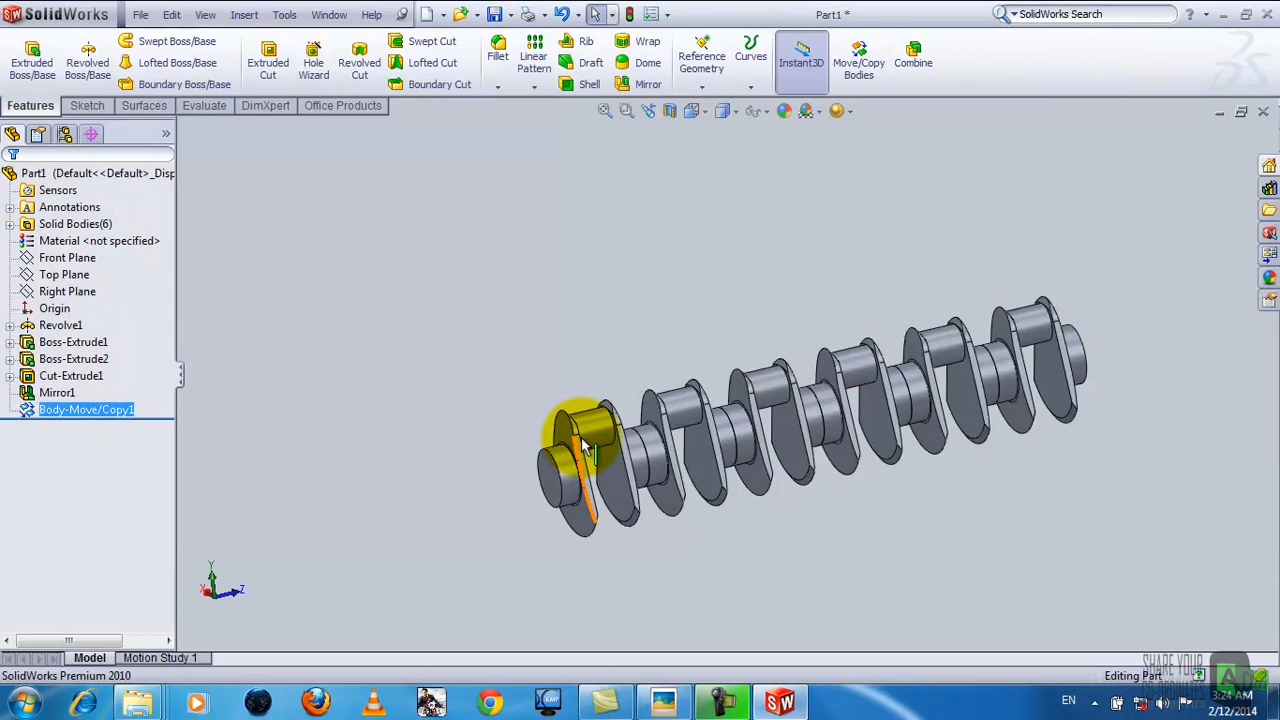 SolidWorks File Edit View Insert Tools Window Help Part1 * SolidWorks Search
Extruded Boss/Base
Revolved Boss/Base
Swept Boss/Base
Lofted Boss/Base
Boundary Boss/Base
Extruded Cut
Hole Wizard
Revolved Cut
Swept Cut
Lofted Cut
Boundary Cut
Fillet
Linear Pattern
Rib
Draft
Shell
Wrap
Dome
Mirror
Reference Geometry
Curves
Instant3D
Move/Copy Bodies
Combine
Features Sketch Surfaces Evaluate DimXpert Office Products
Part1 (Default<<Default>_Disp
Sensors
Annotations
Solid Bodies(6)
Material <not specified>
Front Plane
Top Plane
Right Plane
Origin
Revolve1
Boss-Extrude1
Boss-Extrude2
Cut-Extrude1
Mirror1
Body-Move/Copy1
Y
X
Z
Model Motion Study 1
SolidWorks Premium 2010 Editing Part
SHARE YOUR
EN 3:24 AM
2/12/2014